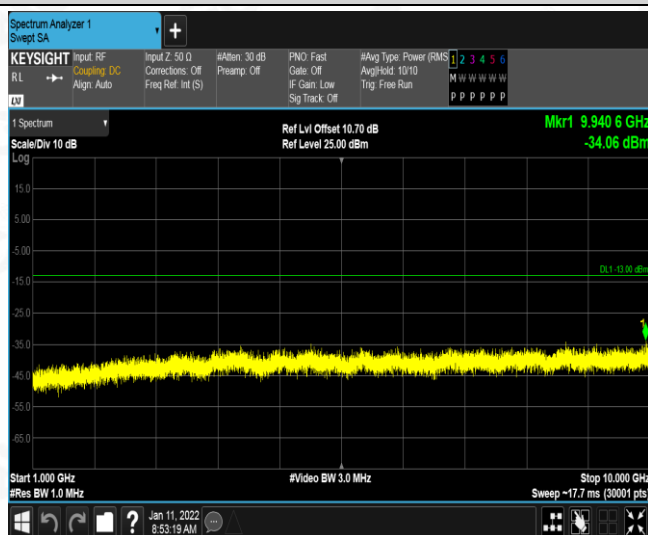 Spectrum Analyzer 1
Swept SA
KEYSIGHT
RL
LXI
Input: RF
Coupling: DC
Align: Auto
Input Z: 50 Ω
Corrections: Off
Freq Ref: Int (S)
#Atten: 30 dB
Preamp: Off
PNO: Fast
Gate: Off
IF Gain: Low
Sig Track: Off
#Avg Type: Power (RMS
Avg|Hold: 10/10
Trig: Free Run
1 2 3 4 5 6
M W W W W W
P P P P P P
1 Spectrum
Scale/Div 10 dB
Ref Lvl Offset 10.70 dB
Ref Level 25.00 dBm
Mkr1 9.940 6 GHz
-34.06 dBm
Log
15.0
5.00
-5.00
DL1 -13.00 dBm
-15.0
-25.0
-35.0
-45.0
-55.0
-65.0
Start 1.000 GHz
#Video BW 3.0 MHz
Stop 10.000 GHz
#Res BW 1.0 MHz
Sweep ~17.7 ms (30001 pts)
?
Jan 11, 2022
8:53:19 AM